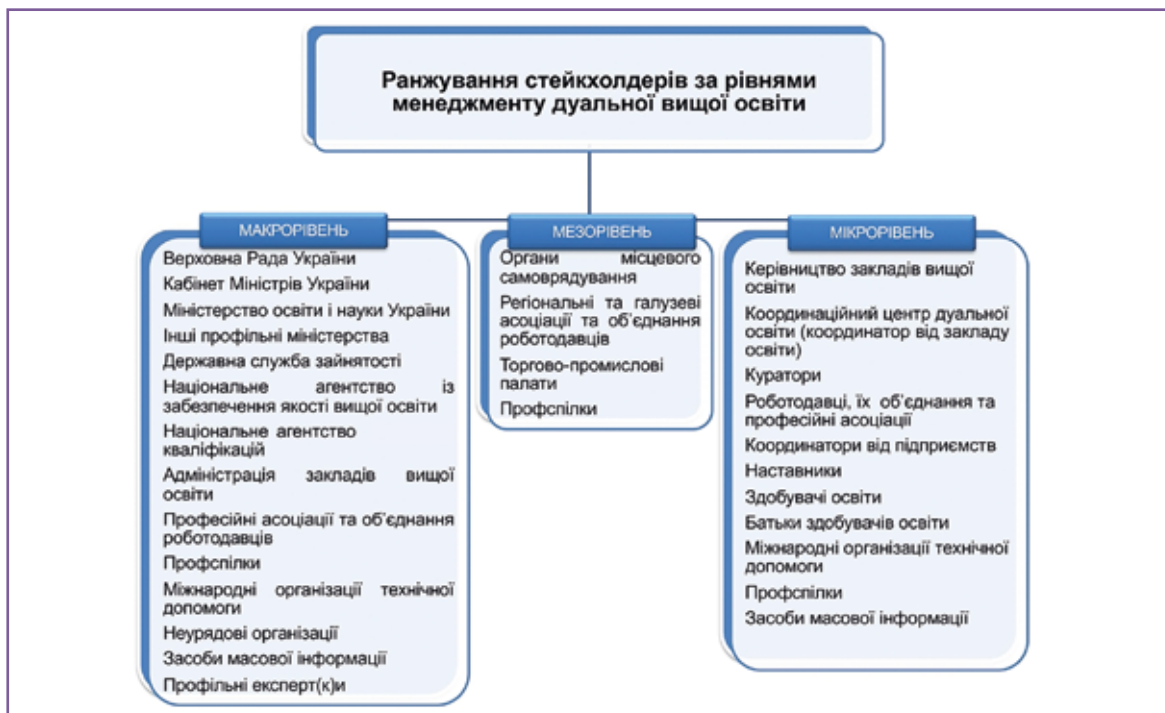 Ранжування стейкхолдерів за рівнями
менеджменту дуальної вищої освіти
МАКРОРІВЕНЬ
Верховна Рада України
Кабінет Міністрів України
Міністерство освіти і науки України
Інші профільні міністерства
Державна служба зайнятості
Національне агентство із
забезпечення якості вищої освіти
Національне агентство
кваліфікацій
Адміністрація закладів вищої
освіти
Професійні асоціації та об'єднання
роботодавців
Профспілки
Міжнародні організації технічної
допомоги
Неурядові організації
Засоби масової інформації
Профільні експерт(к)и
МЕЗОРІВЕНЬ
Органи місцевого
самоврядування
Регіональні та галузеві
асоціації та об'єднання
роботодавців
Торгово-промислові
палати
Профспілки
МІКРОРІВЕНЬ
Керівництво закладів вищої
освіти
Координаційний центр дуальної
освіти (координатор від закладу
освіти)
Куратори
Роботодавці, їх об'єднання та
професійні асоціації
Координатори від підприємств
Наставники
Здобувачі освіти
Батьки здобувачів освіти
Міжнародні організації технічної
допомоги
Профспілки
Засоби масової інформації